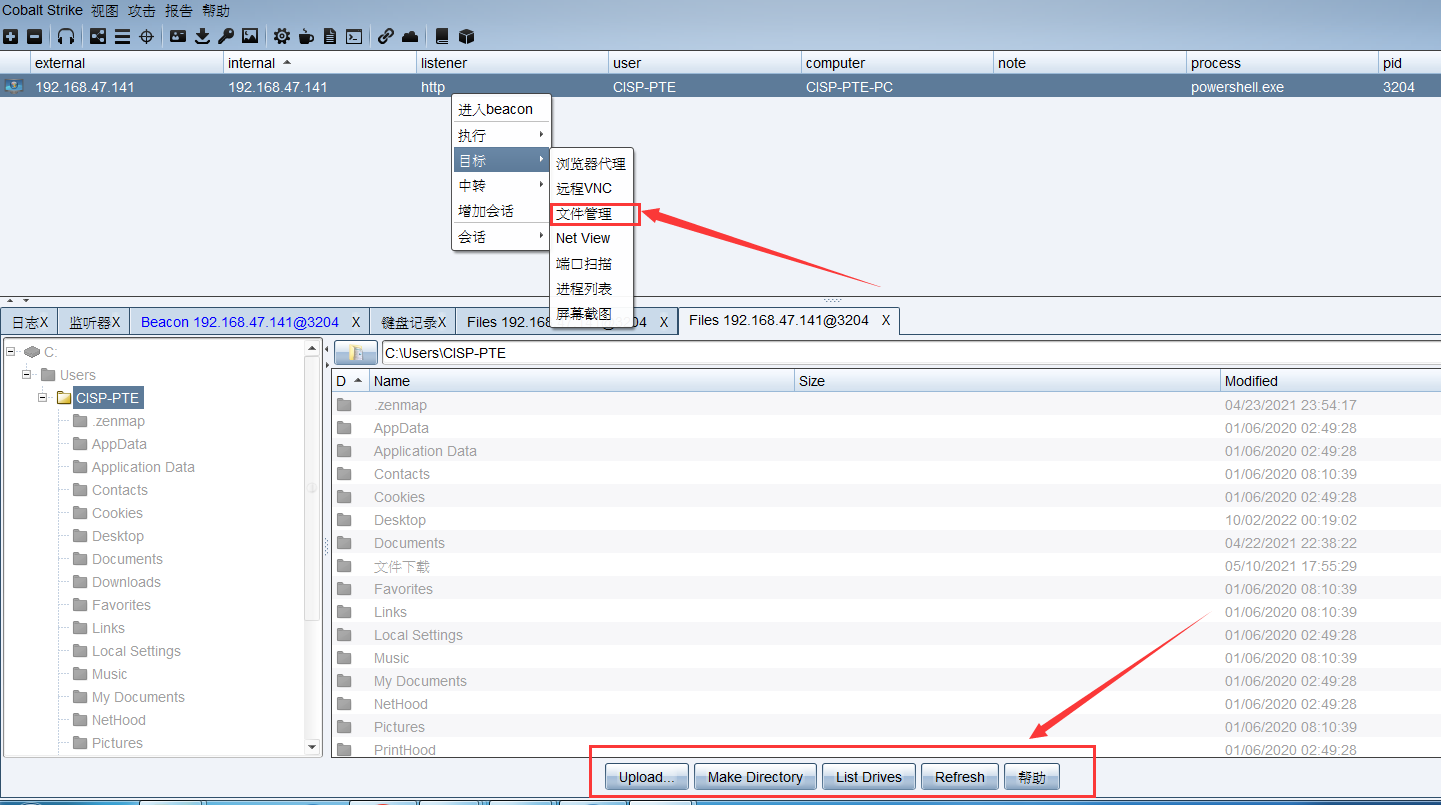 Cobalt Strike 视图 攻击 报告 帮助
external internal listener user computer note process pid
192.168.47.141 192.168.47.141 http CISP-PTE CISP-PTE-PC powershell.exe 3204
进入beacon
执行
目标
中转
增加会话
会话
浏览器代理
远程VNC
文件管理
Net View
端口扫描
进程列表
屏幕截图
日志X 监听器X Beacon 192.168.47.141@3204 X 键盘记录X Files 192.168.4 04 X Files 192.168.47.141@3204 X
C:
Users
CISP-PTE
.zenmap
AppData
Application Data
Contacts
Cookies
Desktop
Documents
Downloads
Favorites
Links
Local Settings
Music
My Documents
NetHood
Pictures
C:\Users\CISP-PTE
D Name Size Modified
.zenmap 04/23/2021 23:54:17
AppData 01/06/2020 02:49:28
Application Data 01/06/2020 02:49:28
Contacts 01/06/2020 08:10:39
Cookies 01/06/2020 02:49:28
Desktop 10/02/2022 00:19:02
Documents 04/22/2021 22:38:22
文件下载 05/10/2021 17:55:29
Favorites 01/06/2020 08:10:39
Links 01/06/2020 08:10:39
Local Settings 01/06/2020 02:49:28
Music 01/06/2020 08:10:39
My Documents 01/06/2020 02:49:28
NetHood 01/06/2020 02:49:28
Pictures 01/06/2020 08:10:39
PrintHood 01/06/2020 02:49:28
Upload... Make Directory List Drives Refresh 帮助